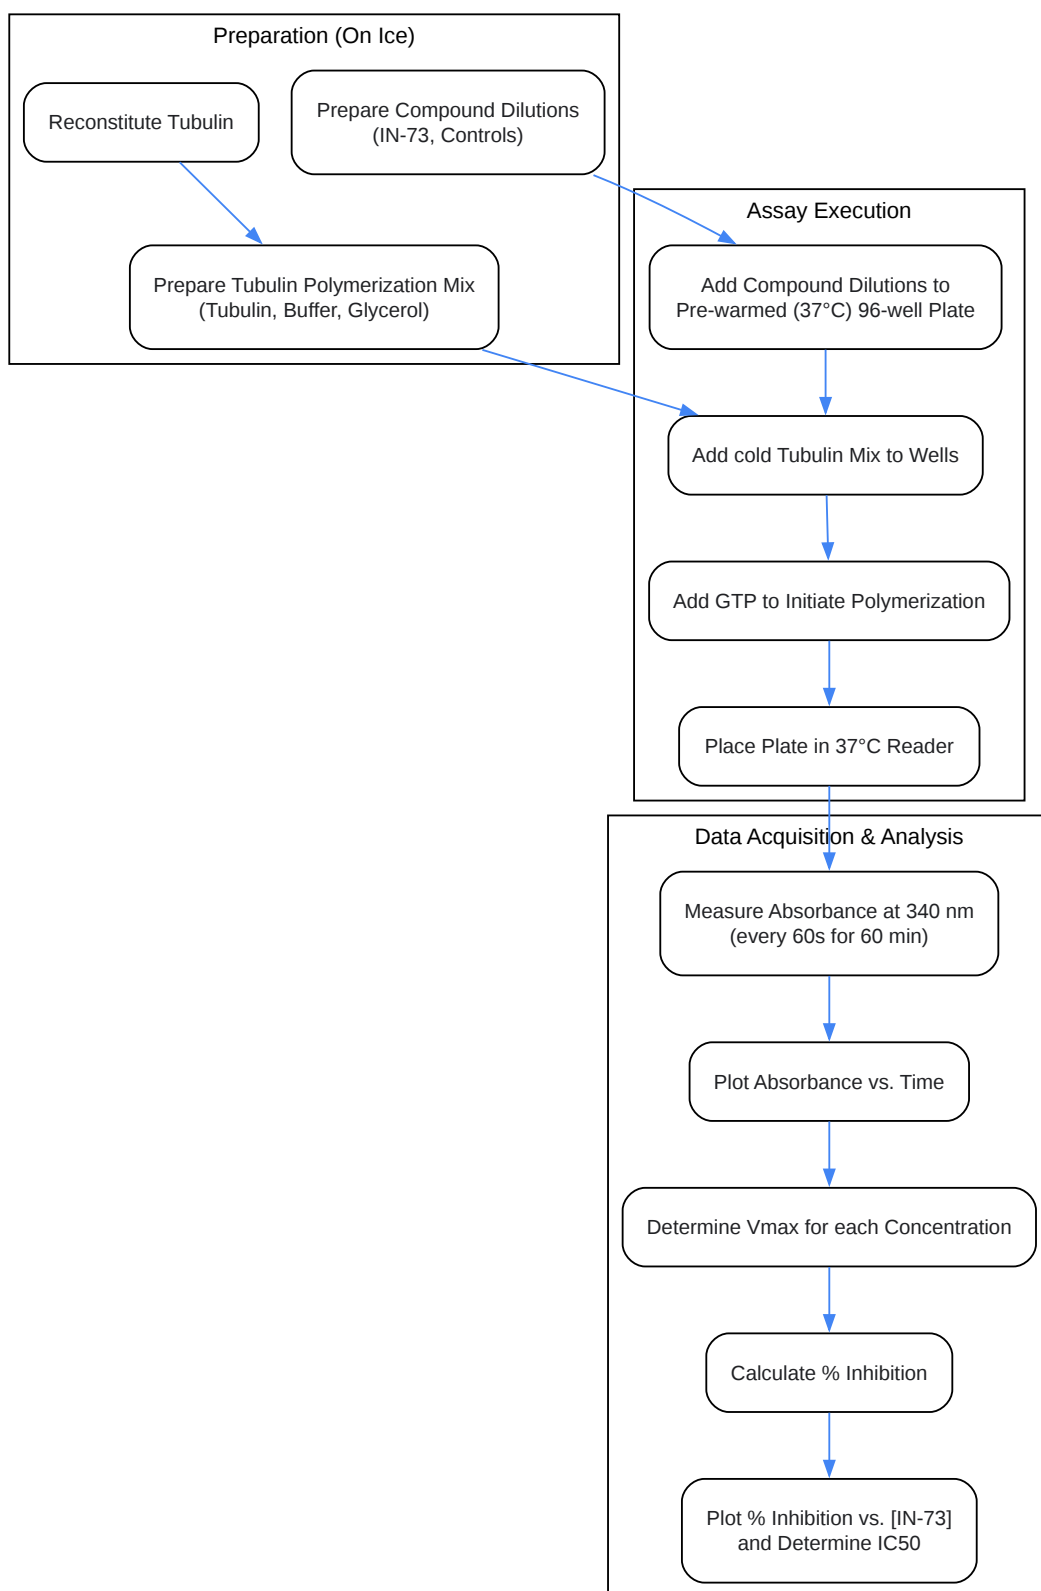 Preparation (On Ice)
Reconstitute Tubulin
Prepare Compound Dilutions
(IN-73, Controls)
Prepare Tubulin Polymerization Mix
(Tubulin, Buffer, Glycerol)
Assay Execution
Add Compound Dilutions to
Pre-warmed (37°C) 96-well Plate
Add cold Tubulin Mix to Wells
Add GTP to Initiate Polymerization
Place Plate in 37°C Reader
Data Acquisition & Analysis
Measure Absorbance at 340 nm
(every 60s for 60 min)
Plot Absorbance vs. Time
Determine Vmax for each Concentration
Calculate % Inhibition
Plot % Inhibition vs. [IN-73]
and Determine IC50